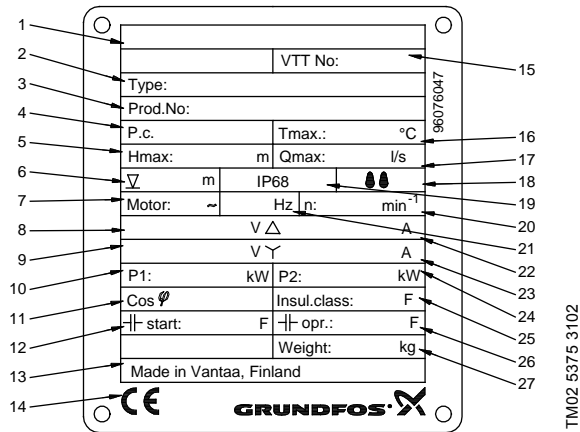 1
2
3
4
5
6
7
8
9
10
11
12
13
14
VTT No:
Type:
Prod.No:
P.c. Tmax.: °C
Hmax: m Qmax: l/s
m IP68
Motor: ~ Hz n: min⁻¹
V △ A
V Y A
P1: kW P2: kW
Cos φ Insul.class: F
⊣⊢ start: F ⊣⊢ opr.: F
Weight: kg
Made in Vantaa, Finland
CE GRUNDFOS
96076047
15
16
17
18
19
20
21
22
23
24
25
26
27
TM02 5375 3102